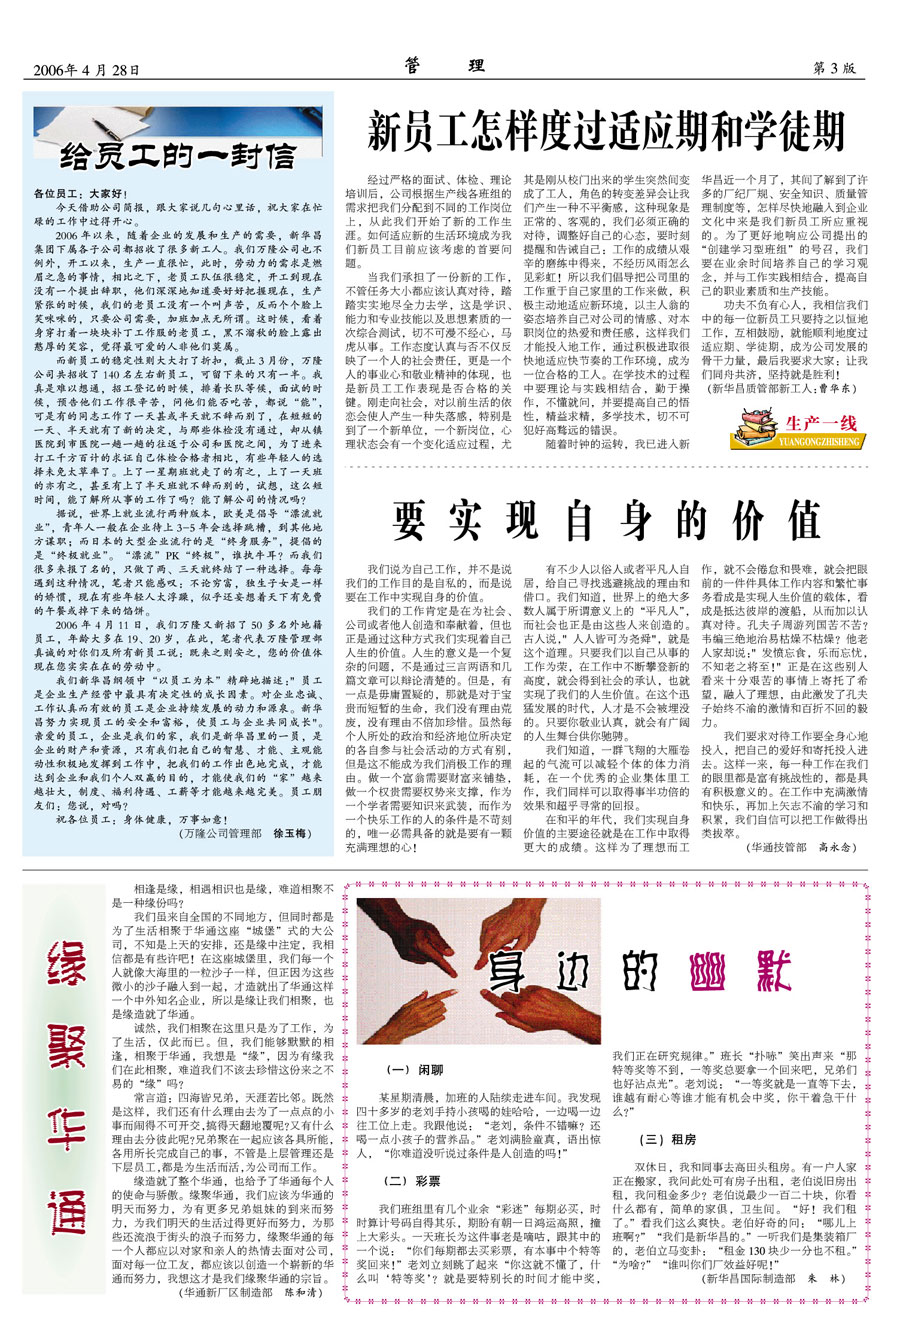 2006年 4 月 28日
管 理
第 3 版
给员工的一封信
各位员工：大家好！
今天借助公司简报，跟大家说几句心里话，祝大家在忙
碌的工作中过得开心。
2006 年以来，随着企业的发展和生产的需要，新华昌
集团下属各子公司都招收了很多新工人。我们万隆公司也不
例外，开工以来，生产一直很忙，此时，劳动力的需求是燃
眉之急的事情，相比之下，老员工队伍很稳定，开工到现在
没有一个提出辞职，他们深深地知道要好好把握现在，生产
紧张的时候，我们的老员工没有一个叫声苦，反而个个脸上
笑咪咪的，只要公司需要，加班加点无所谓。这时候，看着
身穿打着一块块补丁工作服的老员工，黑不溜秋的脸上露出
憨厚的笑容，觉得最可爱的人非他们莫属。
而新员工的稳定性则大大打了折扣，截止 3 月份，万隆
公司共招收了 140 名左右新员工，可留下来的只有一半。我
真是难以想通，招工登记的时候，排着长队等候，面试的时
候，预告他们工作很辛苦，问他们能否吃苦，都说“能”，
可是有的同志工作了一天甚或半天就不辞而别了，在短短的
一天、半天就有了新的决定，与那些体检没有通过，却从镇
医院到市医院一趟一趟的往返于公司和医院之间，为了进来
打工千方百计的求证自己体检合格者相比，有些年轻人的选
择未免太草率了。上了一星期班就走了的有之，上了一天班
的亦有之，甚至有上了半天班就不辞而别的，试想，这么短
时间，能了解所从事的工作了吗？能了解公司的情况吗？
据说，世界上就业流行两种版本，欧美是倡导“漂流就
业”，青年人一般在企业待上 3-5 年会选择跳槽，到其他地
方谋职；而日本的大型企业流行的是“终身服务”，提倡的
是“终极就业”。“漂流”PK“终极”，谁执牛耳？而我们
很多来报了名的，只做了两、三天就终结了一种选择。每每
遇到这种情况，笔者只能感叹：不论穷富，独生子女是一样
的娇惯，现在有些年轻人太浮躁，似乎还妄想着天下有免费
的午餐或掉下来的馅饼。
2006 年 4 月 11 日，我们万隆又新招了 50 多名外地籍
员工，年龄大多在19、20 岁，在此，笔者代表万隆管理部
真诚的对你们及所有新员工说：既来之则安之，您的价值体
现在您实实在在的劳动中。
我们新华昌纲领中“以员工为本”精辟地描述：" 员工
是企业生产经营中最具有决定性的成长因素。对企业忠诚、
工作认真而有效的员工是企业持续发展的动力和源泉。新华
昌努力实现员工的安全和富裕，使员工与企业共同成长"。
亲爱的员工，企业是我们的家，我们是新华昌里的一员，是
企业的财产和资源，只有我们把自己的智慧、才能、主观能
动性积极地发挥到工作中，把我们的工作出色地完成，才能
达到企业和我们个人双赢的目的，才能使我们的“家”越来
越壮大，制度、福利待遇、工薪等才能越来越完美。员工朋
友们：您说，对吗？
祝各位员工：身体健康，万事如意！
（万隆公司管理部　徐玉梅）
新员工怎样度过适应期和学徒期
经过严格的面试、体检、理论
培训后，公司根据生产线各班组的
需求把我们分配到不同的工作岗位
上，从此我们开始了新的工作生
涯。如何适应新的生活环境成为我
们新员工目前应该考虑的首要问
题。
当我们承担了一份新的工作，
不管任务大小都应该认真对待，踏
踏实实地尽全力去学，这是学识、
能力和专业技能以及思想素质的一
次综合测试，切不可漫不经心，马
虎从事。工作态度认真与否不仅反
映了一个人的社会责任，更是一个
人的事业心和敬业精神的体现，也
是新员工工作表现是否合格的关
键。刚走向社会，对以前生活的依
恋会使人产生一种失落感，特别是
到了一个新单位，一个新岗位，心
理状态会有一个变化适应过程，尤
其是刚从校门出来的学生突然间变
成了工人，角色的转变差异会让我
们产生一种不平衡感，这种现象是
正常的、客观的，我们必须正确的
对待，调整好自己的心态，要时刻
提醒和告诫自己：工作的成绩从艰
辛的磨练中得来，不经历风雨怎么
见彩虹！所以我们倡导把公司里的
工作重于自己家里的工作来做，积
极主动地适应新环境，以主人翁的
姿态培养自己对公司的情感、对本
职岗位的热爱和责任感，这样我们
才能投入地工作，通过积极进取很
快地适应快节奏的工作环境，成为
一位合格的工人。在学技术的过程
中要理论与实践相结合，勤于操
作，不懂就问，并要提高自己的悟
性，精益求精，多学技术，切不可
犯好高骛远的错误。
随着时钟的运转，我已进入新
华昌近一个月了，其间了解到了许
多的厂纪厂规、安全知识、质量管
理制度等，怎样尽快地融入到企业
文化中来是我们新员工所应重视
的。为了更好地响应公司提出的
“创建学习型班组”的号召，我们
要在业余时间培养自己的学习观
念，并与工作实践相结合，提高自
己的职业素质和生产技能。
功夫不负有心人，我相信我们
中的每一位新员工只要持之以恒地
工作，互相鼓励，就能顺利地度过
适应期、学徒期，成为公司发展的
骨干力量，最后我要求大家：让我
们同舟共济，坚持就是胜利！
（新华昌质管部新工人：曹华东）
生产一线
YUANGONGZHISHENG
要实现自身的价值
我们说为自己工作，并不是说
我们的工作目的是自私的，而是说
要在工作中实现自身的价值。
我们的工作肯定是在为社会、
公司或者他人创造和奉献着，但也
正是通过这种方式我们实现着自己
人生的价值。人生的意义是一个复
杂的问题，不是通过三言两语和几
篇文章可以辩论清楚的。但是，有
一点是毋庸置疑的，那就是对于宝
贵而短暂的生命，我们没有理由荒
废，没有理由不倍加珍惜。虽然每
个人所处的政治和经济地位所决定
的各自参与社会活动的方式有别，
但是这不能成为我们消极工作的理
由。做一个富翁需要财富来铺垫，
做一个权贵需要权势来支撑，作为
一个学者需要知识来武装，而作为
一个快乐工作的人的条件是不苛刻
的，唯一必需具备的就是要有一颗
充满理想的心！
有不少人以俗人或者平凡人自
居，给自己寻找逃避挑战的理由和
借口。我们知道，世界上的绝大多
数人属于所谓意义上的“平凡人”，
而社会也正是由这些人来创造的。
古人说，" 人人皆可为尧舜"，就是
这个道理。只要我们以自己从事的
工作为荣，在工作中不断攀登新的
高度，就会得到社会的承认，也就
实现了我们的人生价值。在这个迅
猛发展的时代，人才是不会被埋没
的。只要你敬业认真，就会有广阔
的人生舞台供你驰骋。
我们知道，一群飞翔的大雁卷
起的气流可以减轻个体的体力消
耗，在一个优秀的企业集体里工
作，我们同样可以取得事半功倍的
效果和超乎寻常的回报。
在和平的年代，我们实现自身
价值的主要途径就是在工作中取得
更大的成绩。这样为了理想而工
作，就不会倦怠和畏难，就会把眼
前的一件件具体工作内容和繁忙事
务看成是实现人生价值的载体，看
成是抵达彼岸的渡船，从而加以认
真对待。孔夫子周游列国苦不苦？
韦编三绝地治易枯燥不枯燥？他老
人家却说：" 发愤忘食，乐而忘忧，
不知老之将至！" 正是在这些别人
看来十分艰苦的事情上寄托了希
望，融入了理想，由此激发了孔夫
子始终不渝的激情和百折不回的毅
力。
我们要求对待工作要全身心地
投入，把自己的爱好和寄托投入进
去。这样一来，每一种工作在我们
的眼里都是富有挑战性的，都是具
有积极意义的。在工作中充满激情
和快乐，再加上矢志不渝的学习和
积累，我们自信可以把工作做得出
类拔萃。
（华通技管部　高永念）
缘聚华通
相逢是缘，相遇相识也是缘，难道相聚不
是一种缘份吗？
我们虽来自全国的不同地方，但同时都是
为了生活相聚于华通这座“城堡”式的大公
司，不知是上天的安排，还是缘中注定，我相
信都是有些许吧！在这座城堡里，我们每一个
人就像大海里的一粒沙子一样，但正因为这些
微小的沙子融入到一起，才造就出了华通这样
一个中外知名企业，所以是缘让我们相聚，也
是缘造就了华通。
诚然，我们相聚在这里只是为了工作，为
了生活，仅此而已。但，我们能够默默的相
逢，相聚于华通，我想是“缘”，因为有缘我
们在此相聚，难道我们不该去珍惜这份来之不
易的“缘”吗？
常言道：四海皆兄弟，天涯若比邻。既然
是这样，我们还有什么理由去为了一点点的小
事而闹得不可开交,搞得天翻地覆呢?又有什么
理由去分彼此呢?兄弟聚在一起应该各具所能，
各用所长完成自己的事，不管是上层管理还是
下层员工,都是为生活而活,为公司而工作。
缘造就了整个华通，也给予了华通每个人
的使命与骄傲。缘聚华通，我们应该为华通的
明天而努力，为有更多兄弟姐妹的到来而努
力，为我们明天的生活过得更好而努力，为那
些还流浪于街头的浪子而努力，缘聚华通的每
一个人都应以对家和亲人的热情去面对公司，
面对每一位工友，都应该以创造一个崭新的华
通而努力，我想这才是我们缘聚华通的宗旨。
（华通新厂区制造部　陈和清）
身边的幽默
（一）闲聊
某星期清晨，加班的人陆续走进车间。我发现
四十多岁的老刘手持小孩喝的娃哈哈，一边喝一边
往工位上走。我跟他说：“老刘，条件不错嘛？还
喝一点小孩子的营养品。”老刘满脸童真，语出惊
人，“你难道没听说过条件是人创造的吗！”
（二）彩票
我们班组里有几个业余“彩迷”每期必买，时
时算计号码自得其乐，期盼有朝一日鸿运高照，撞
上大彩头。一天班长为这件事老是嘀咕，跟其中的
一个说：“你们每期都去买彩票，有本事中个特等
奖回来！”老刘立刻跳了起来“你这就不懂了，什
么叫‘特等奖’？就是要特别长的时间才能中奖，
我们正在研究规律。”班长“扑哧”笑出声来“那
特等奖等不到，一等奖总要拿一个回来吧，兄弟们
也好沾点光”。老刘说：“一等奖就是一直等下去，
谁越有耐心等谁才能有机会中奖，你干着急干什
么？”
（三）租房
双休日，我和同事去高田头租房。有一户人家
正在搬家，我问此处可有房子出租，老伯说旧房出
租，我问租金多少？老伯说最少一百二十块，你看
什么都有，简单的家俱，卫生间。“好！我们租
了。”看我们这么爽快。老伯好奇的问：“哪儿上
班啊？”“我们是新华昌的。”一听我们是集装箱厂
的，老伯立马变卦：“租金 130 块少一分也不租。”
“为啥？”“谁叫你们厂效益好呢！”
（新华昌国际制造部　朱　林）